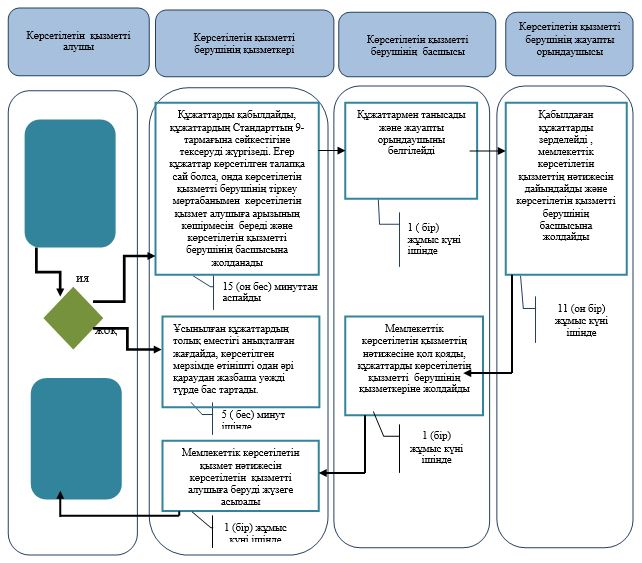 Көрсетілетін қызметті
алушы
Көрсетілетін қызметті
берушінің қызметкері
Көрсетілетін қызметті
берушінің басшысы
Көрсетілетін қызметті
берушінің жауапты
орындаушысы
Құжаттарды қабылдайды,
құжаттардың Стандарттың 9-
тармағына сәйкестігіне
тексеруді жүргізеді. Егер
құжаттар көрсетілген талапқа
сай болса, онда көрсетілетін
қызметті берушінің тіркеу
мөртабанымен көрсетілетін
қызмет алушыға арызының
көшірмесін береді және
көрсетілетін қызметті
берушінің басшысына
жолданады
15 (он бес) минуттан
аспайды
Құжаттармен танысады
және жауапты
орындаушыны
белгілейді
1 ( бір)
жұмыс күні
ішінде
Қабылдаған
құжаттарды
зерделейді ,
мемлекеттік
көрсетілетін
қызметтің нәтижесін
дайындайды және
көрсетілетін қызметті
берушінің
басшысына
жолдайды
11 (он бір)
жұмыс күні
ішінде
ия
жоқ
Ұсынылған құжаттардың
толық еместігі анықталған
жағдайда, көрсетілген
мерзімде өтінішті одан әрі
қараудан жазбаша уәжді
түрде бас тартады.
5 ( бес) минут
ішінде
Мемлекеттік
көрсетілетін қызметтің
нәтижесіне қол қояды,
құжаттарды көрсетілетін
қызметті берушінің
қызметкеріне жолдайды
1 (бір)
жұмыс күні
ішінде
Мемлекеттік көрсетілетін
қызмет нәтижесін
көрсетілетін қызметті
алушыға беруді жүзеге
асырады
1 (бір) жұмыс
күні ішінде